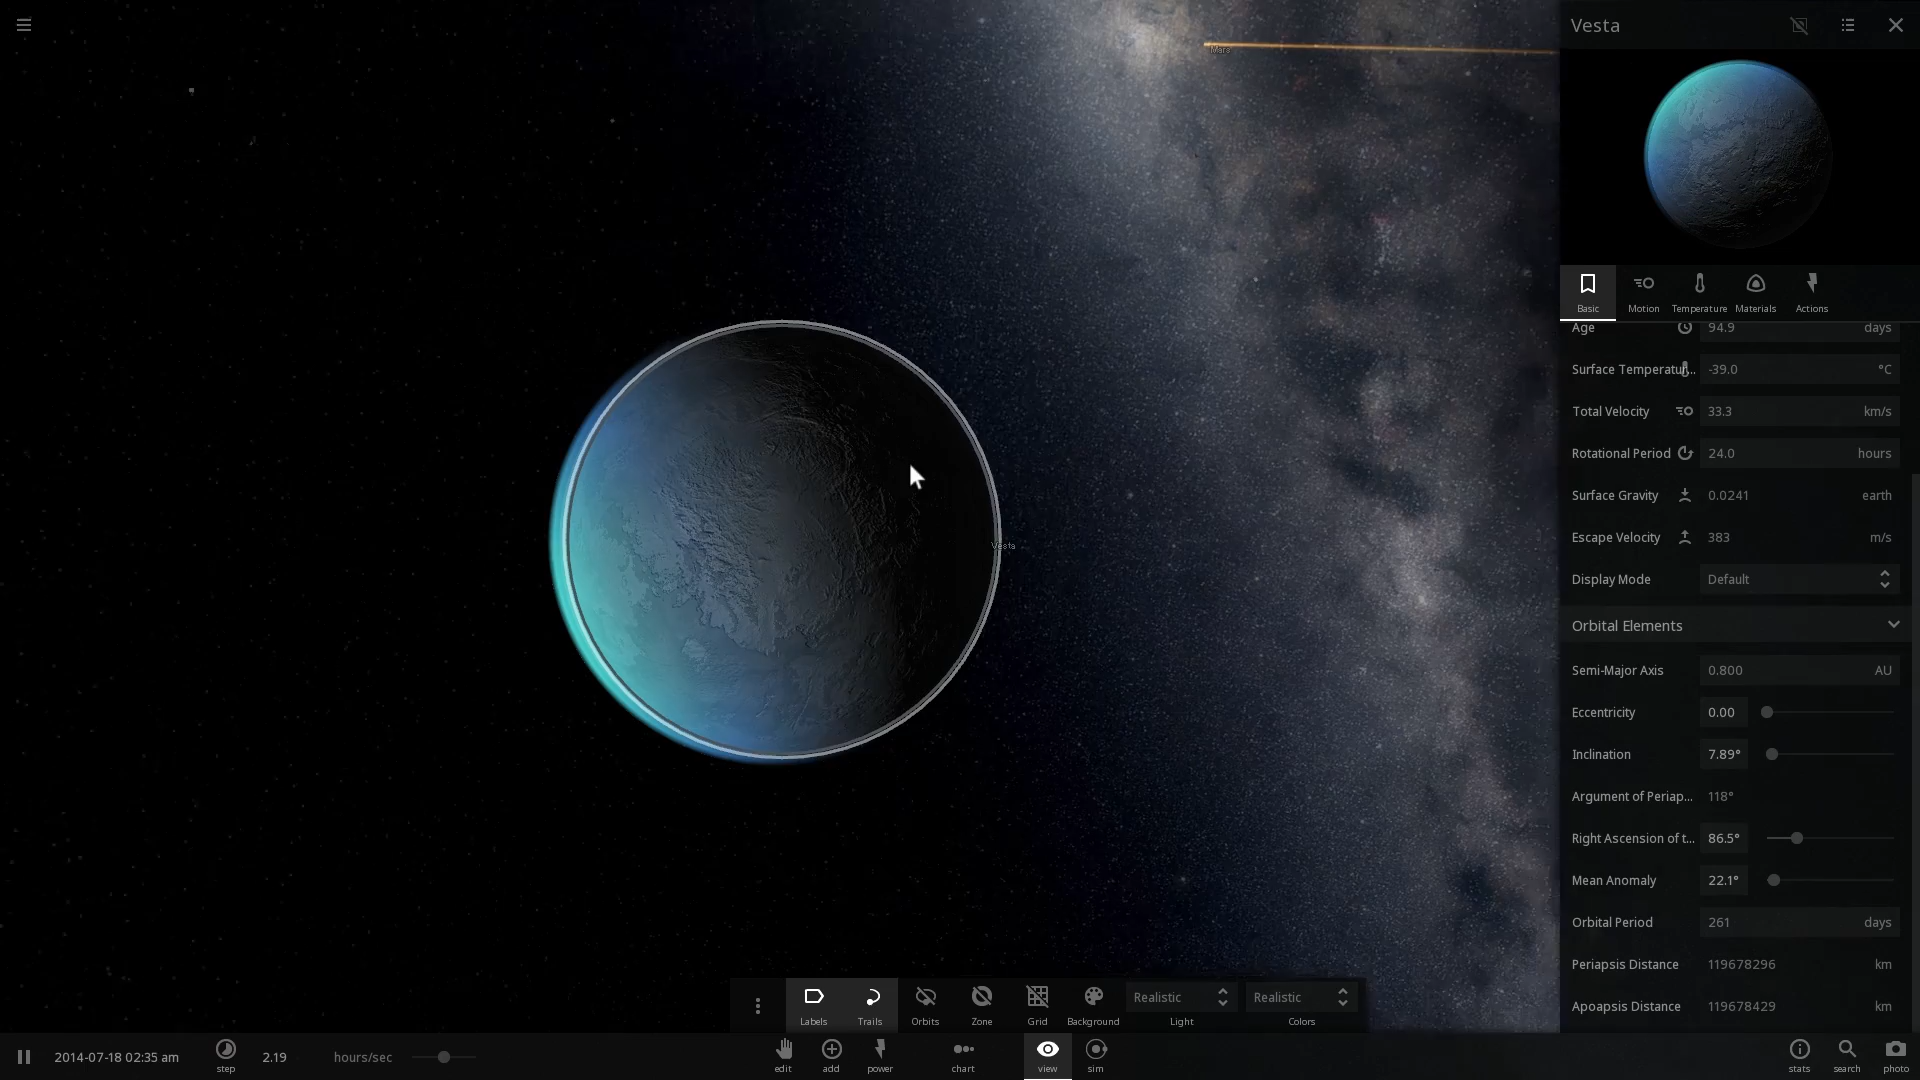 Vesta
Mars
Basic
Motion
Temperature
Materials
Actions
Age 94.9 days
Surface Temperatur... -39.0 °C
Total Velocity 33.3 km/s
Rotational Period 24.0 hours
Surface Gravity 0.0241 earth
Escape Velocity 383 m/s
Vesta
Display Mode Default
Orbital Elements
Semi-Major Axis 0.800 AU
Eccentricity 0.00
Inclination 7.89°
Argument of Periap... 118°
Right Ascension of t... 86.5°
Mean Anomaly 22.1°
Orbital Period 261 days
Periapsis Distance 119678296 km
Apoapsis Distance 119678429 km
Labels
Trails
Orbits
Zone
Grid
Background
Realistic
Light
Realistic
Colors
2014-07-18 02:35 am
step
2.19 hours/sec
edit
add
power
chart
view
sim
stats
search
photo